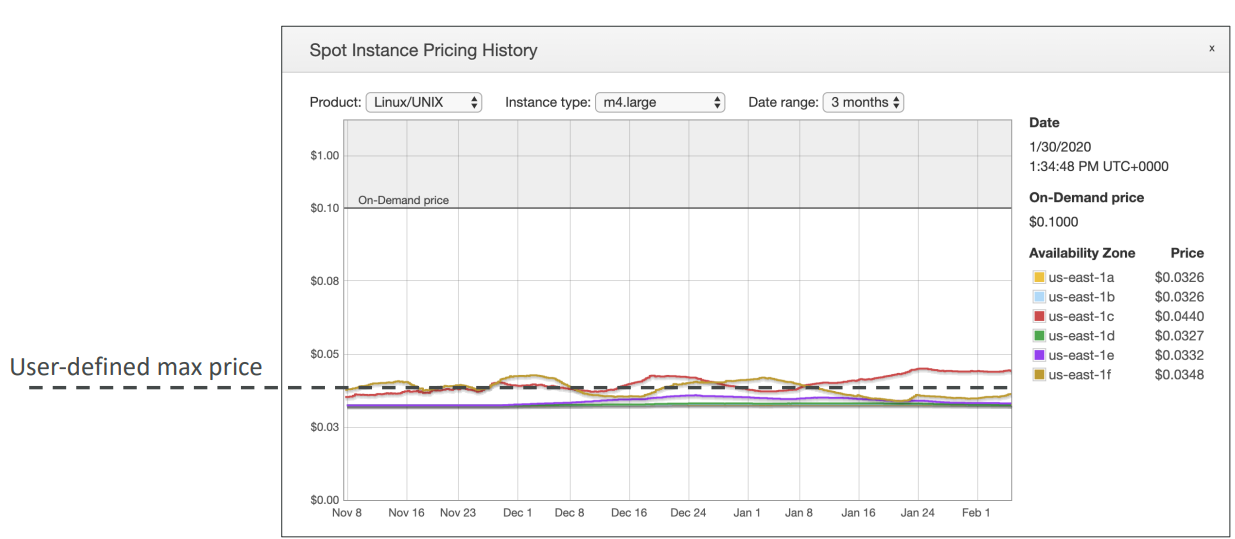 Spot Instance Pricing History
x
Product: Linux/UNIX Instance type: m4.large Date range: 3 months
$1.00
On-Demand price
$0.10
$0.08
$0.05
$0.03
$0.00
Nov 8 Nov 16 Nov 23 Dec 1 Dec 8 Dec 16 Dec 24 Jan 1 Jan 8 Jan 16 Jan 24 Feb 1
User-defined max price
Date
1/30/2020
1:34:48 PM UTC+0000
On-Demand price
$0.1000
Availability Zone Price
us-east-1a $0.0326
us-east-1b $0.0326
us-east-1c $0.0440
us-east-1d $0.0327
us-east-1e $0.0332
us-east-1f $0.0348